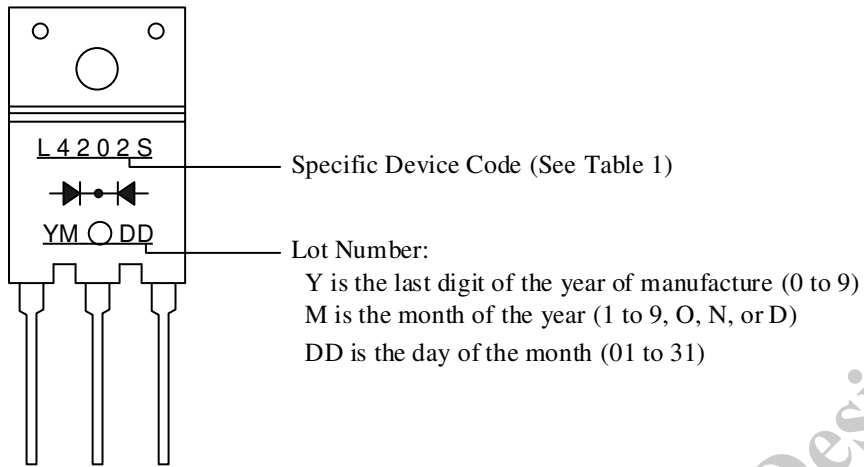 L4202S
Specific Device Code (See Table 1)
YM DD
Lot Number:
Y is the last digit of the year of manufacture (0 to 9)
M is the month of the year (1 to 9, O, N, or D)
DD is the day of the month (01 to 31)